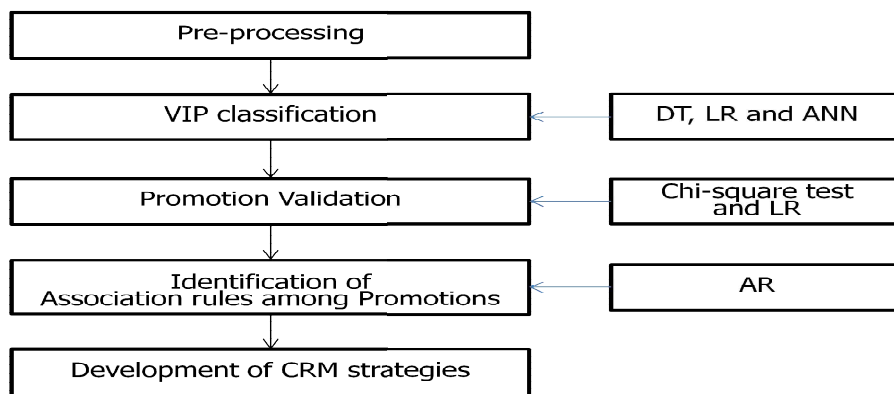 Pre-processing
VIP classification
DT, LR and ANN
Promotion Validation
Chi-square test
and LR
Identification of
Association rules among Promotions
AR
Development of CRM strategies